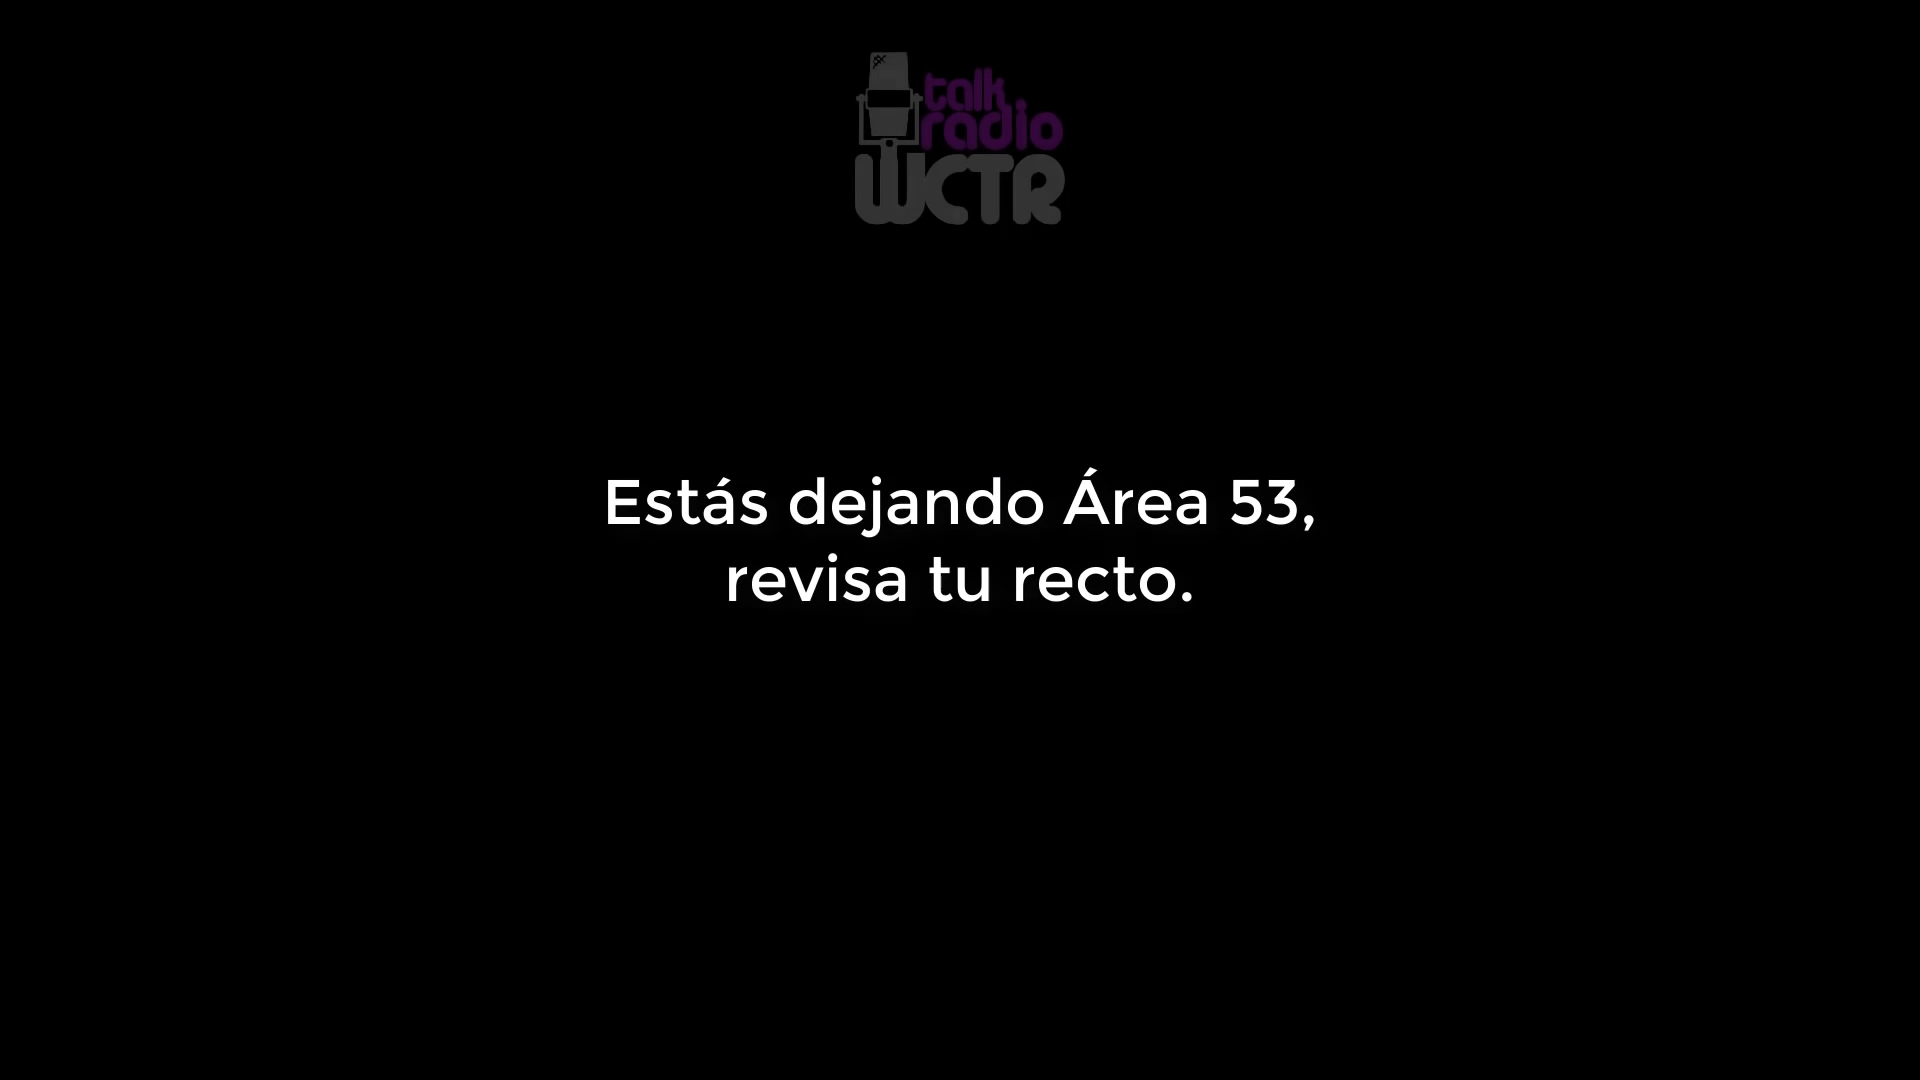 talk
radio
WCTR
Estás dejando Área 53,
revisa tu recto.